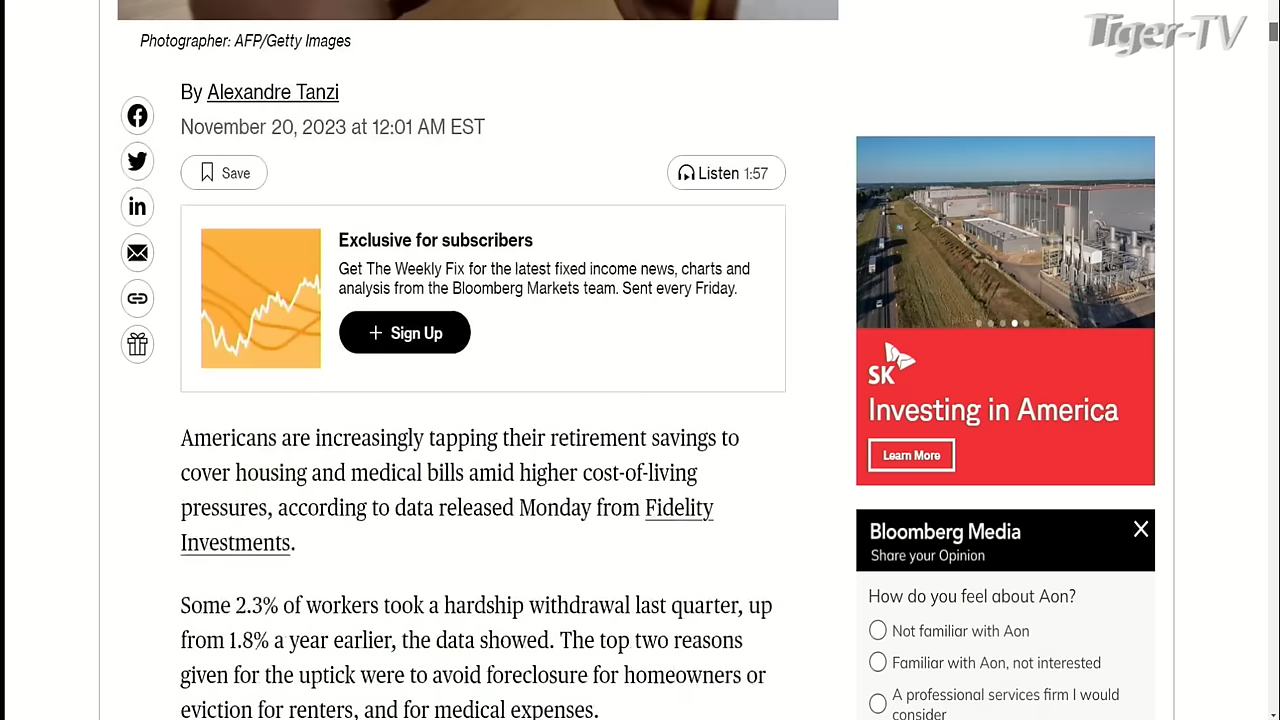 Tiger-TV
Photographer: AFP/Getty Images
By Alexandre Tanzi
November 20, 2023 at 12:01 AM EST
Save
Listen 1:57
Exclusive for subscribers
Get The Weekly Fix for the latest fixed income news, charts and
analysis from the Bloomberg Markets team. Sent every Friday.
+ Sign Up
Americans are increasingly tapping their retirement savings to
cover housing and medical bills amid higher cost-of-living
pressures, according to data released Monday from Fidelity
Investments.
Some 2.3% of workers took a hardship withdrawal last quarter, up
from 1.8% a year earlier, the data showed. The top two reasons
given for the uptick were to avoid foreclosure for homeowners or
eviction for renters, and for medical expenses.
SK
Investing in America
Learn More
Bloomberg Media
Share your Opinion
How do you feel about Aon?
Not familiar with Aon
Familiar with Aon, not interested
A professional services firm I would
consider